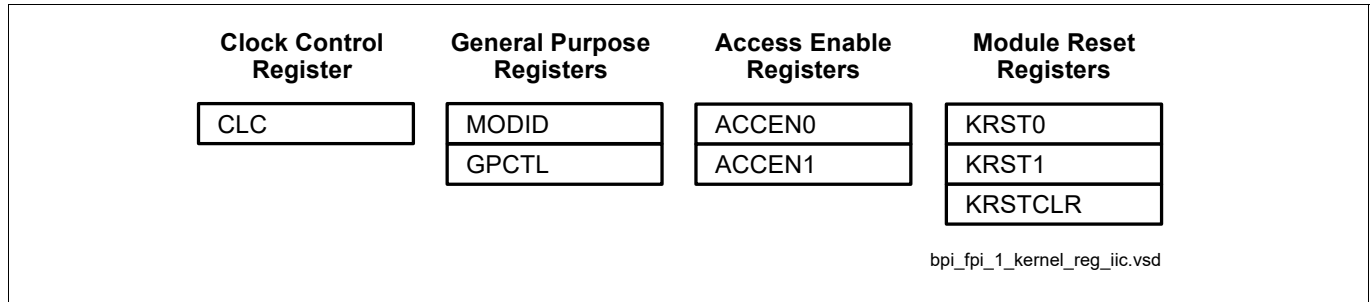 Clock Control
Register
CLC
General Purpose
Registers
MODID
GPCTL
Access Enable
Registers
ACCEN0
ACCEN1
Module Reset
Registers
KRST0
KRST1
KRSTCLR
bpi_fpi_1_kernel_reg_iic.vsd